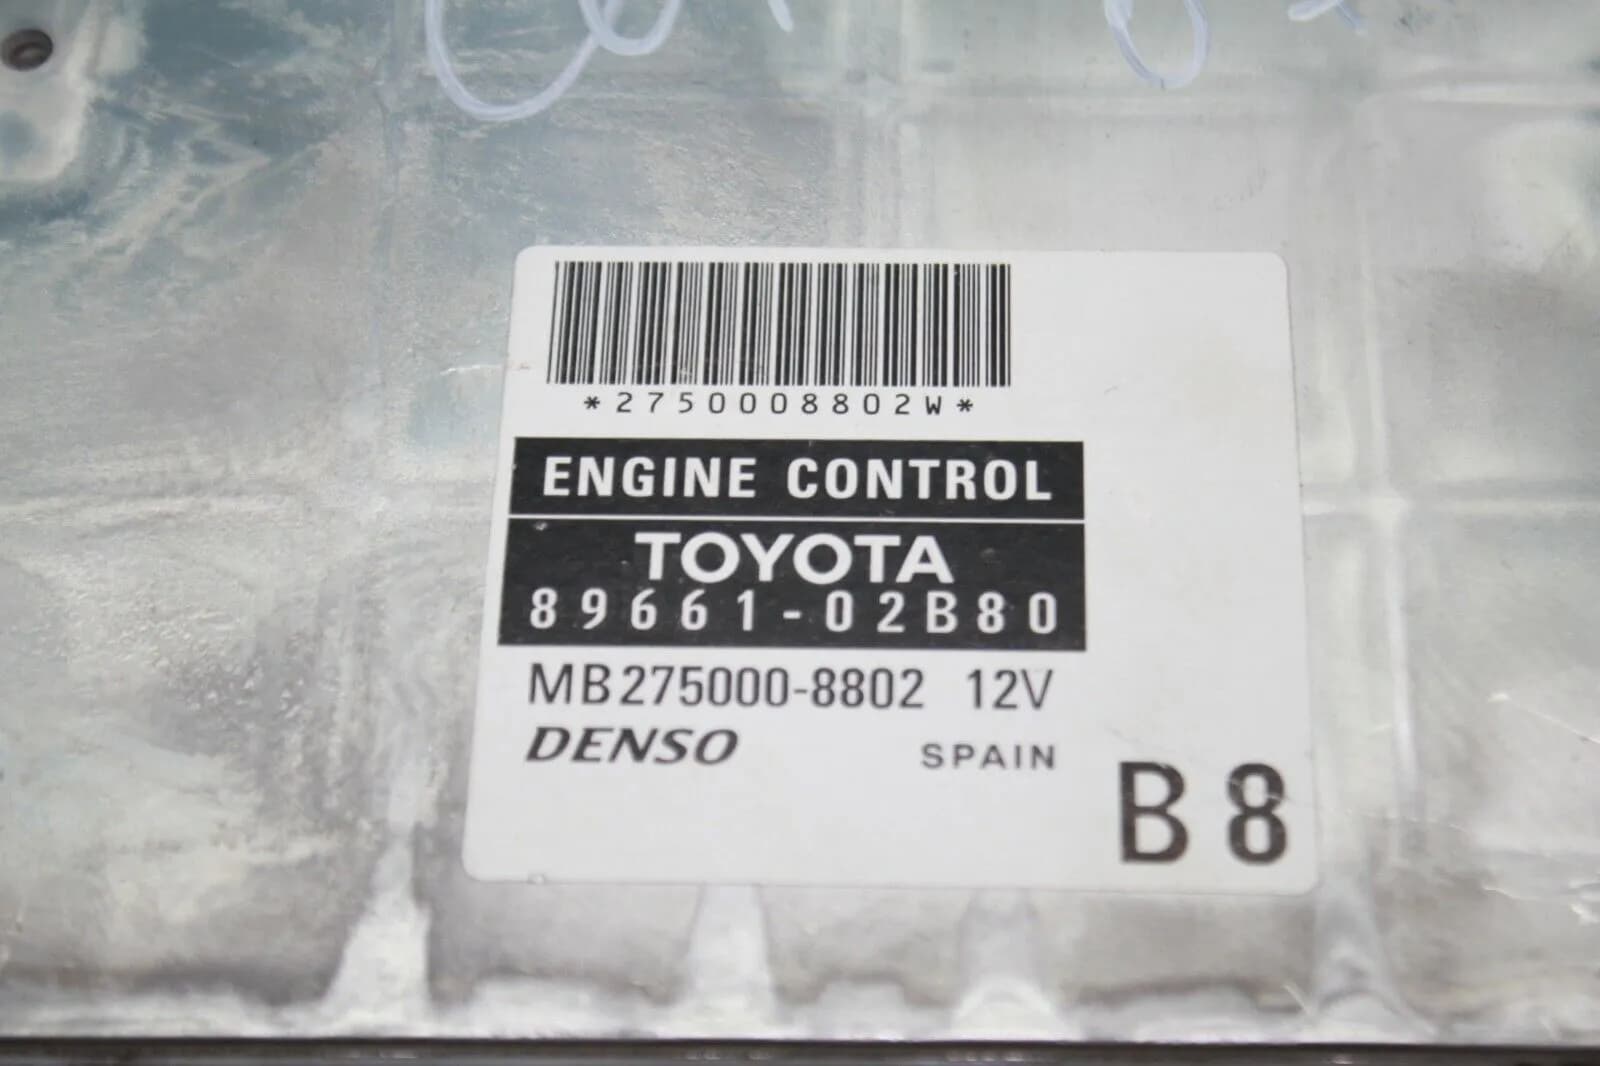 *2750008802W*
ENGINE CONTROL
TOYOTA
89661-02B80
MB275000-8802 12V
DENSO SPAIN
B8